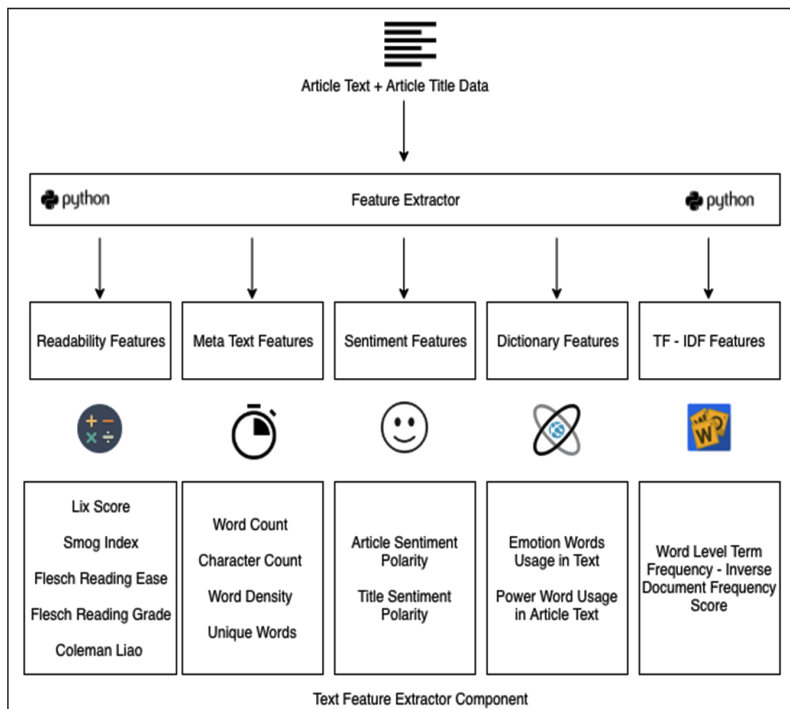 Article Text + Article Title Data
python
Feature Extractor
python
Readability Features
Meta Text Features
Sentiment Features
Dictionary Features
TF - IDF Features
W
Lix Score
Smog Index
Flesch Reading Ease
Flesch Reading Grade
Coleman Liao
Word Count
Character Count
Word Density
Unique Words
Article Sentiment
Polarity
Title Sentiment
Polarity
Emotion Words
Usage in Text
Power Word Usage
in Article Text
Word Level Term
Frequency - Inverse
Document Frequency
Score
Text Feature Extractor Component